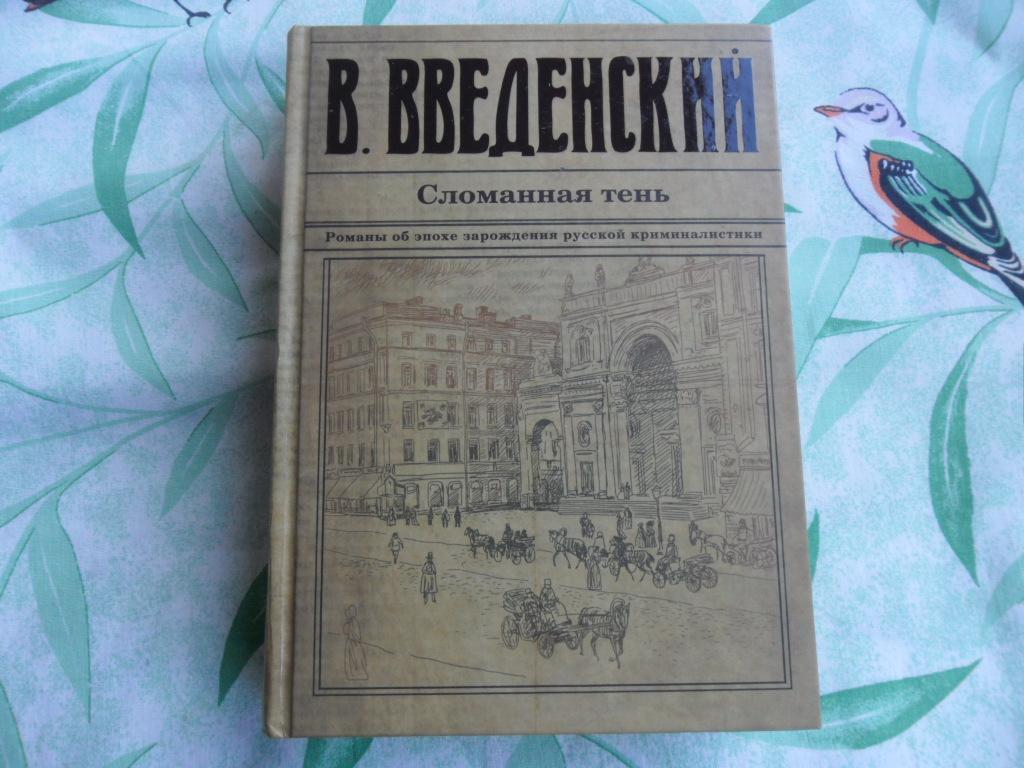 В. ВВЕДЕНСКИЙ
Сломанная тень
Романы об эпохе зарождения русской криминалистики